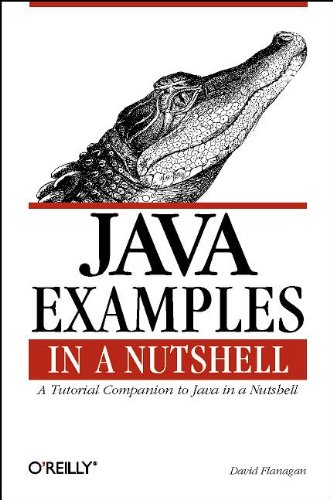 JAVA
EXAMPLES
IN A NUTSHELL
A Tutorial Companion to Java in a Nutshell
O'REILLY®
David Flanagan